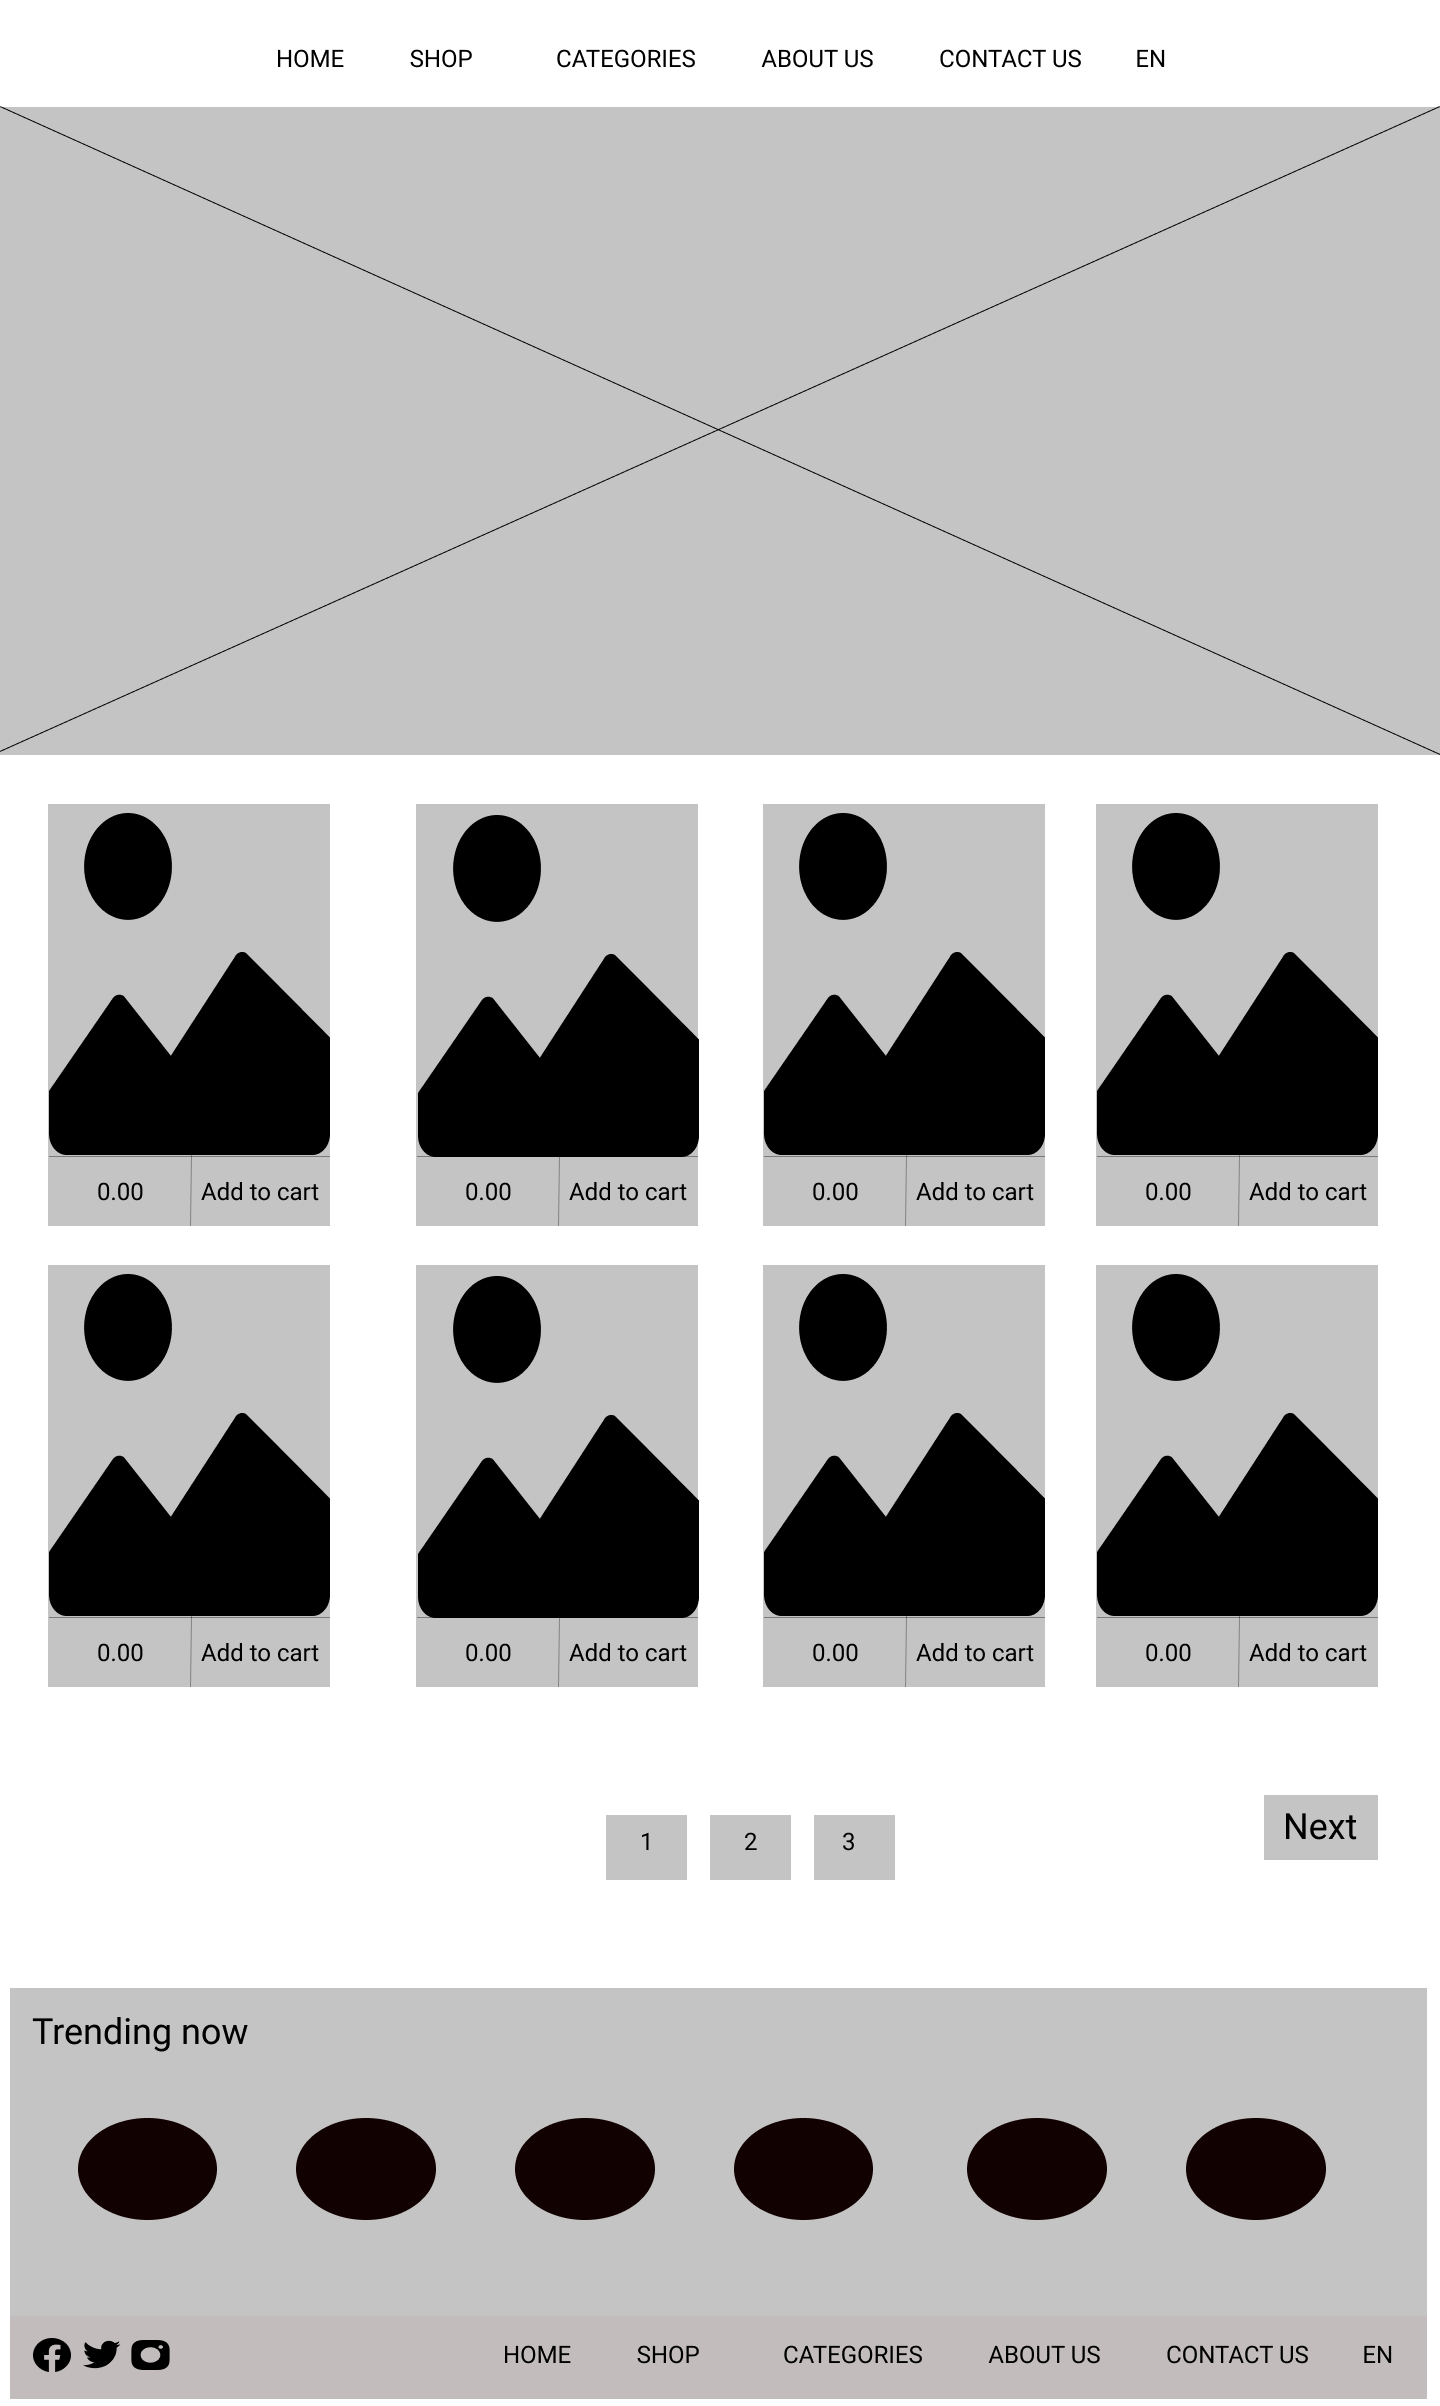 HOME SHOP CATEGORIES ABOUT US CONTACT US EN
0.00 Add to cart 0.00 Add to cart 0.00 Add to cart 0.00 Add to cart
0.00 Add to cart 0.00 Add to cart 0.00 Add to cart 0.00 Add to cart
1 2 3 Next
Trending now
HOME SHOP CATEGORIES ABOUT US CONTACT US EN